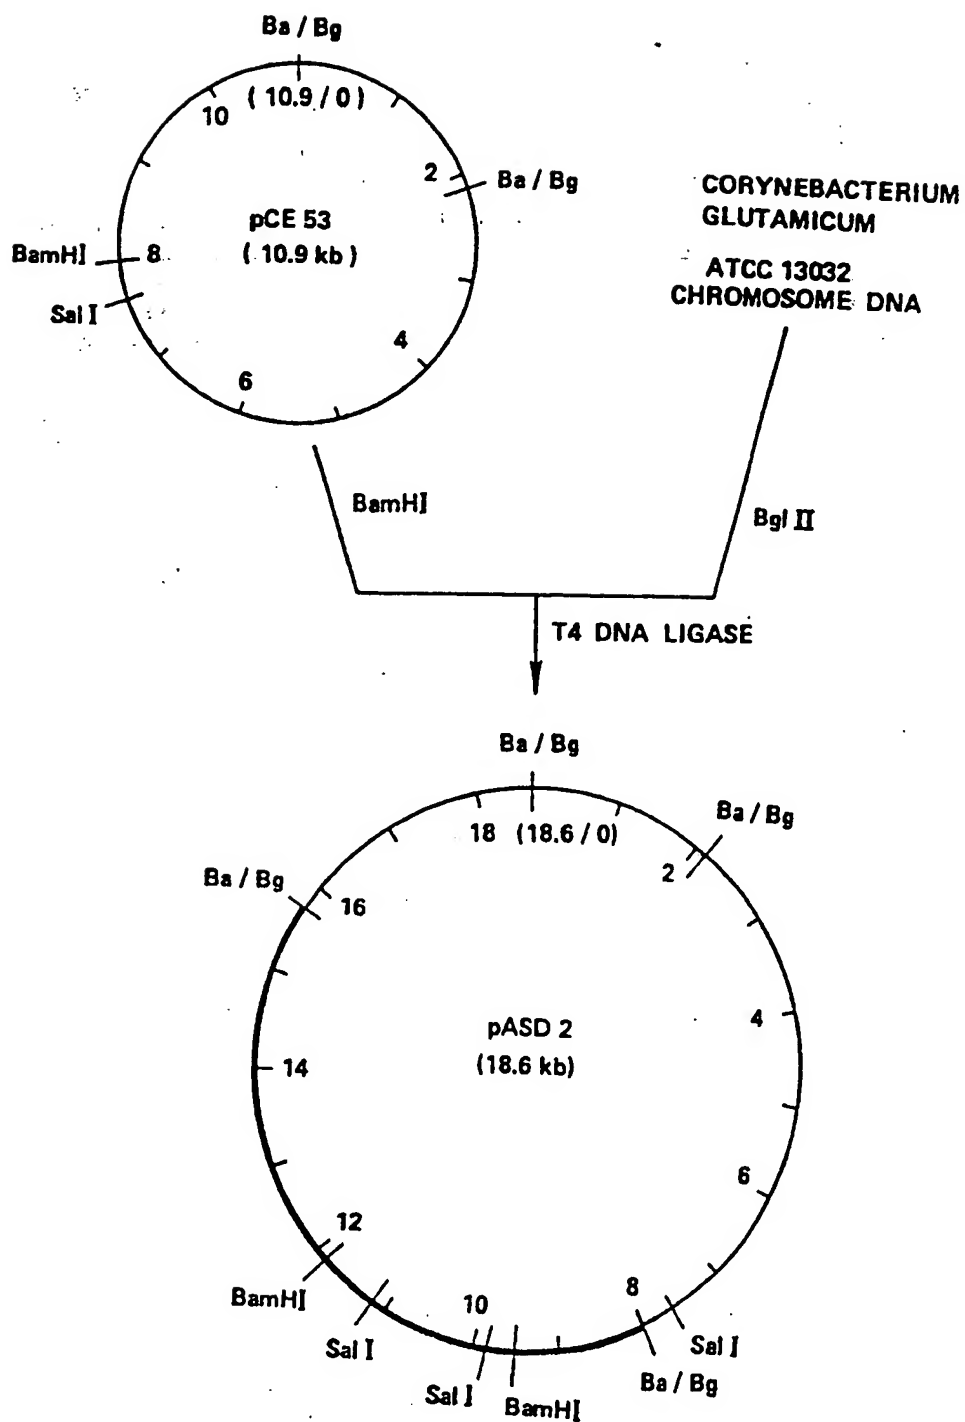 Ba / Bg
( 10.9 / 0 )
10
2
Ba / Bg
pCE 53
( 10.9 kb )
BamHI
8
Sal I
4
6
CORYNEBACTERIUM
GLUTAMICUM
ATCC 13032
CHROMOSOME DNA
BamHI
Bgl II
T4 DNA LIGASE
Ba / Bg
18 (18.6 / 0)
Ba / Bg
2
Ba / Bg
16
4
pASD 2
(18.6 kb)
14
6
12
BamHI
8
10
Sal I
Sal I
Sal I
Ba / Bg
BamHI